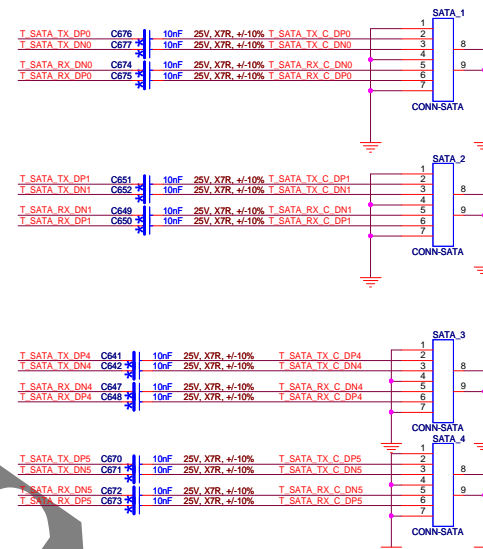 SATA_1
1
T_SATA_TX_DP0 C676 10nF 25V, X7R, +/-10% T_SATA_TX_C_DP0 2
T_SATA_TX_DN0 C677 10nF 25V, X7R, +/-10% T_SATA_TX_C_DN0 3 8
4
T_SATA_RX_DN0 C674 10nF 25V, X7R, +/-10% T_SATA_RX_C_DN0 5 9
T_SATA_RX_DP0 C675 10nF 25V, X7R, +/-10% T_SATA_RX_C_DP0 6
7
CONN-SATA
SATA_2
1
T_SATA_TX_DP1 C651 10nF 25V, X7R, +/-10% T_SATA_TX_C_DP1 2
T_SATA_TX_DN1 C652 10nF 25V, X7R, +/-10% T_SATA_TX_C_DN1 3 8
4
T_SATA_RX_DN1 C649 10nF 25V, X7R, +/-10% T_SATA_RX_C_DN1 5 9
T_SATA_RX_DP1 C650 10nF 25V, X7R, +/-10% T_SATA_RX_C_DP1 6
7
CONN-SATA
SATA_3
1
T_SATA_TX_DP4 C641 10nF 25V, X7R, +/-10% T_SATA_TX_C_DP4 2
T_SATA_TX_DN4 C642 10nF 25V, X7R, +/-10% T_SATA_TX_C_DN4 3 8
4
T_SATA_RX_DN4 C647 10nF 25V, X7R, +/-10% T_SATA_RX_C_DN4 5 9
T_SATA_RX_DP4 C648 10nF 25V, X7R, +/-10% T_SATA_RX_C_DP4 6
7
CONN-SATA
SATA_4
1
T_SATA_TX_DP5 C670 10nF 25V, X7R, +/-10% T_SATA_TX_C_DP5 2
T_SATA_TX_DN5 C671 10nF 25V, X7R, +/-10% T_SATA_TX_C_DN5 3 8
4
T_SATA_RX_DN5 C672 10nF 25V, X7R, +/-10% T_SATA_RX_C_DN5 5 9
T_SATA_RX_DP5 C673 10nF 25V, X7R, +/-10% T_SATA_RX_C_DP5 6
7
CONN-SATA